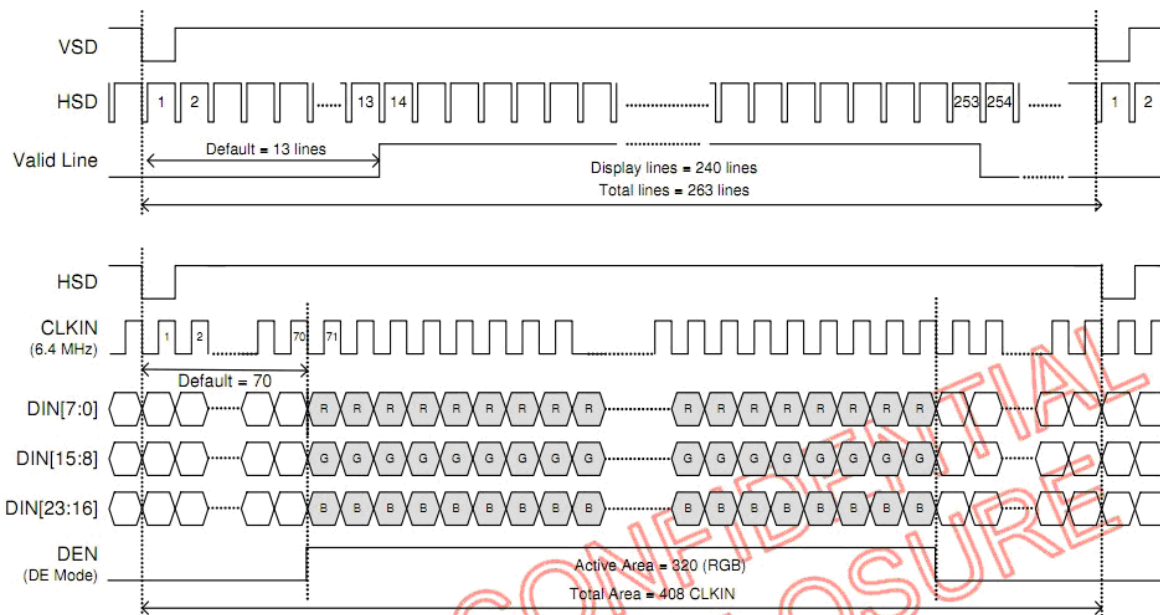 VSD
HSD 1 2 ...... 13 14 ...................... 253 254 ........ 1 2
Valid Line
Default = 13 lines
Display lines = 240 lines
Total lines = 263 lines
HSD
CLKIN 1 2 70 71
(6.4 MHz)
Default = 70
DIN[7:0] R R R R R R R R R R R R R R R R R
DIN[15:8] G G G G G G G G G G G G G G G G G
DIN[23:16] B B B B B B B B B B B B B B B B B
DEN
(DE Mode)
Active Area = 320 (RGB)
Total Area = 408 CLKIN
CONFIDENTIAL